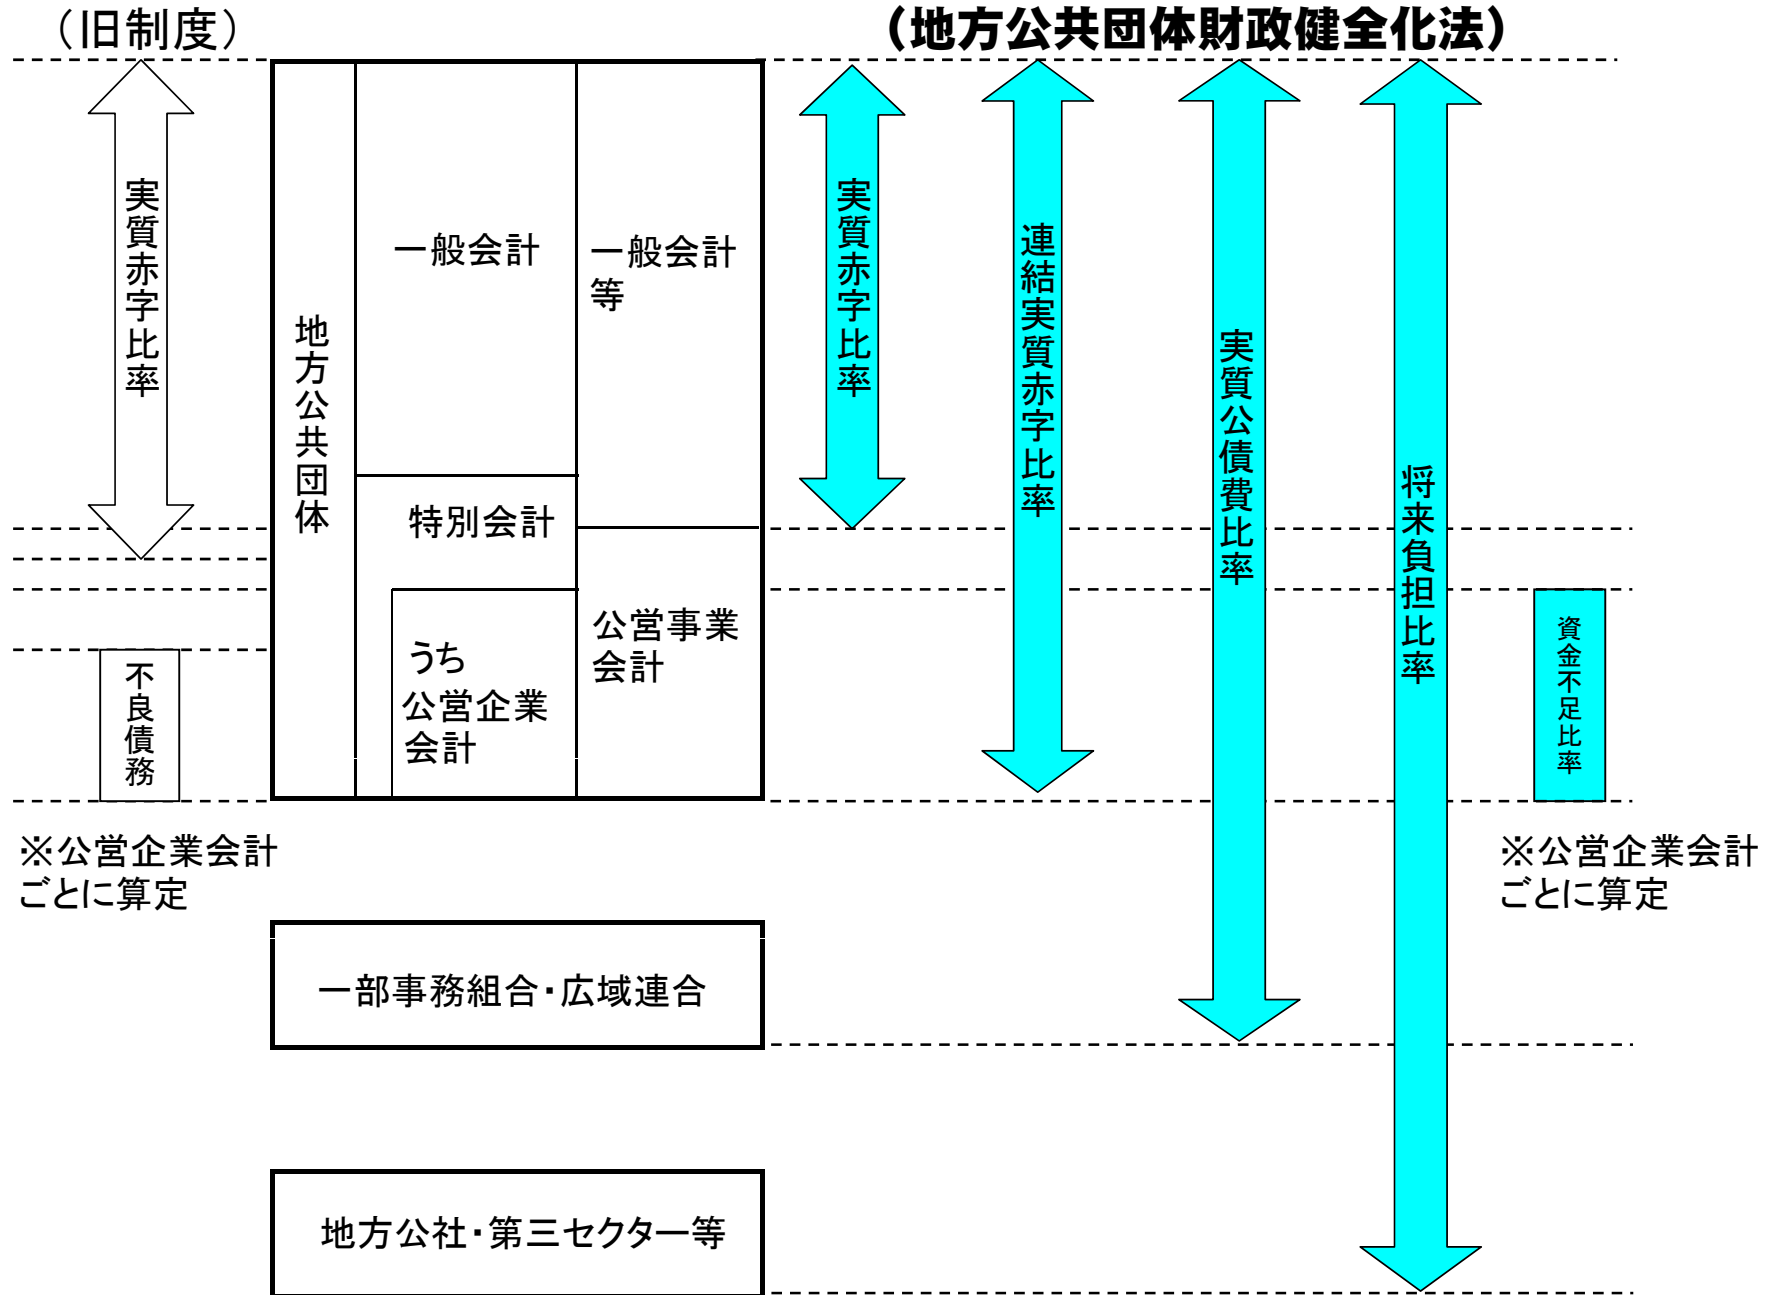 （旧制度）
（地方公共団体財政健全化法）
実質赤字比率
不良債務
※公営企業会計
ごとに算定
地方公共団体
一般会計
特別会計
うち
公営企業
会計
一般会計
等
公営事業
会計
一部事務組合・広域連合
地方公社・第三セクター等
実質赤字比率
連結実質赤字比率
実質公債費比率
将来負担比率
資金不足比率
※公営企業会計
ごとに算定